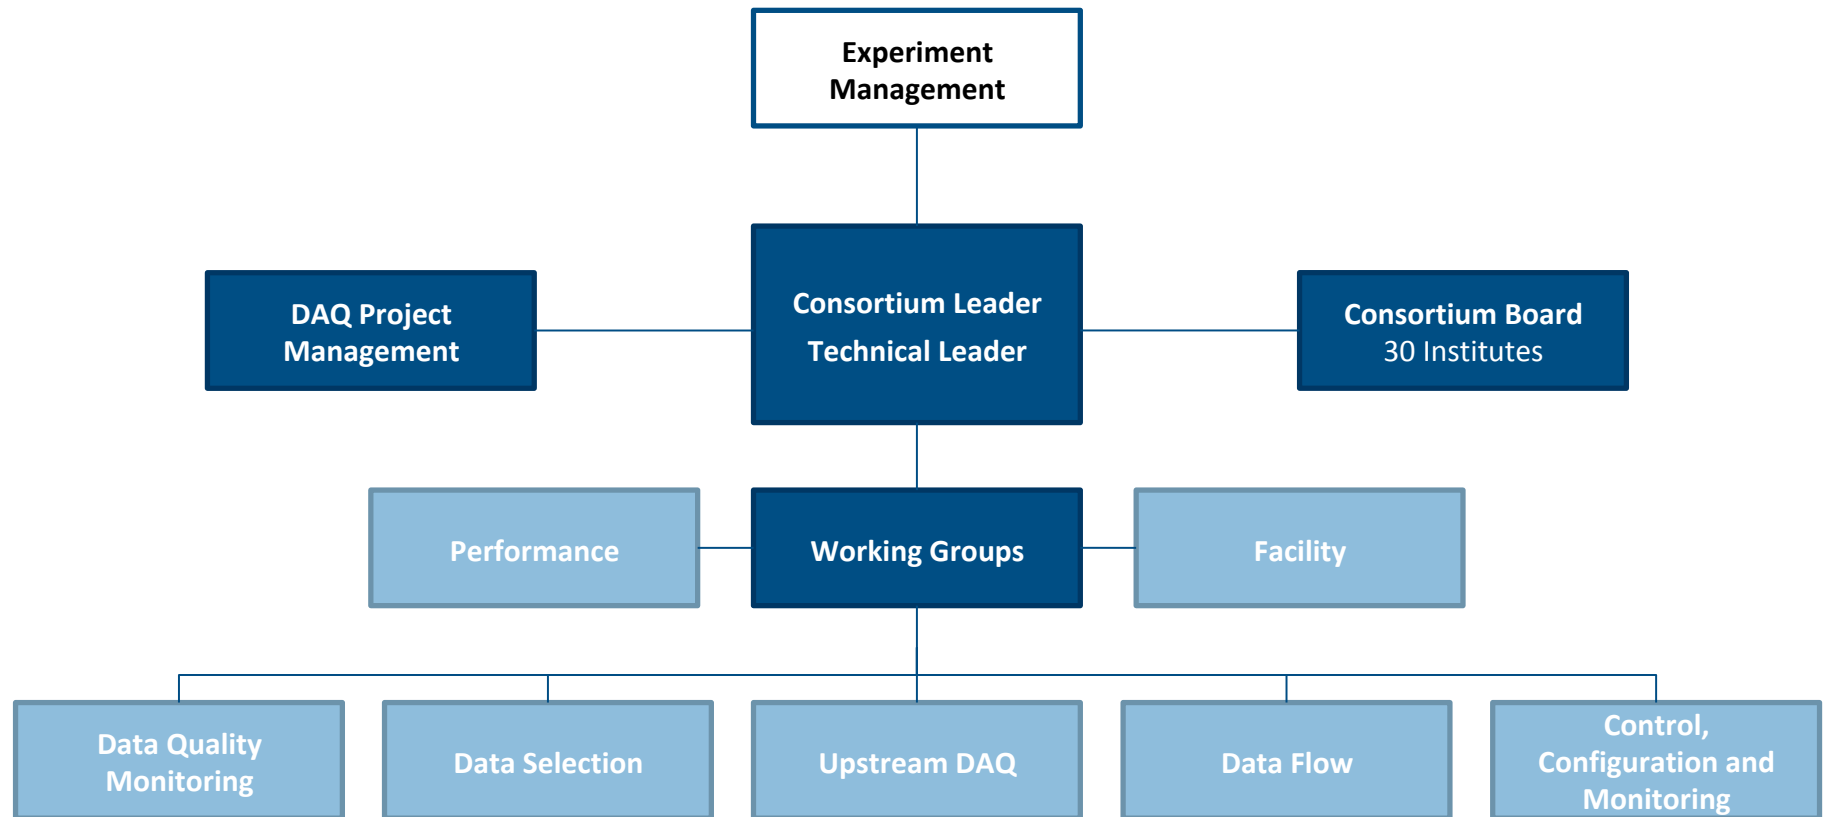 Experiment
Management
DAQ Project
Management
Consortium Leader
Technical Leader
Consortium Board
30 Institutes
Performance
Working Groups
Facility
Data Quality
Monitoring
Data Selection
Upstream DAQ
Data Flow
Control,
Configuration and
Monitoring